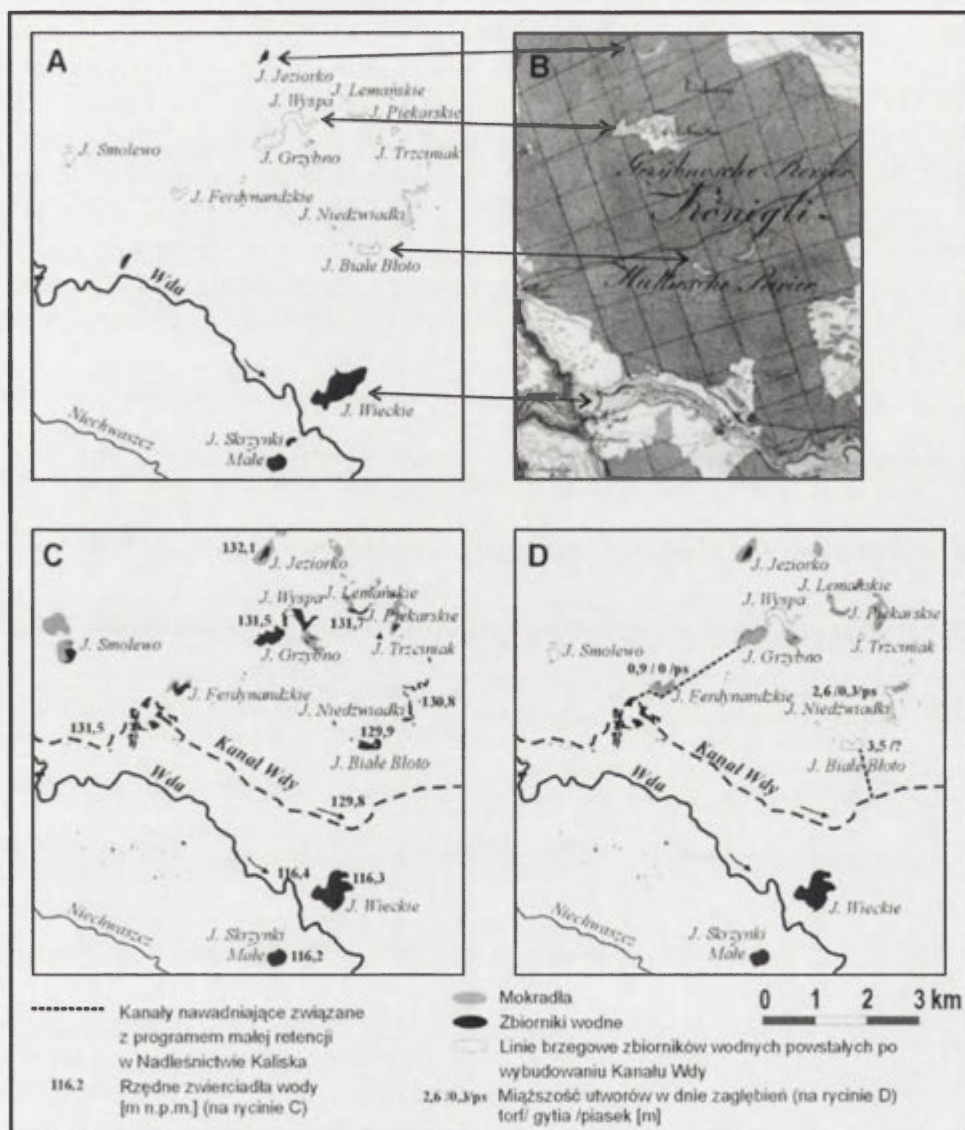 A
J. Jeziorko
J. Lemańskie
J. Wyspa
J. Piekarskie
J. Smolewo
J. Grzybno
J. Trzciniak
J. Ferdynandzkie
J. Niedźwiadki
J. Białe Błoto
Wda
J. Wieckie
Niechwaszcz
J. Skrzynki
Małe
B
Königli-
Revier
C
132,1
J. Jeziorko
J. Wyspa
J. Lemańskie
131,5
131,7
J. Piekarskie
J. Smolewo
J. Grzybno
J. Trzciniak
J. Ferdynandzkie
130,8
J. Niedźwiadki
131,5
129,9
J. Białe Błoto
Kanał Wdy
Wda
129,8
116,4
116,3
J. Wieckie
Niechwaszcz
J. Skrzynki
Małe
116,2
D
J. Jeziorko
J. Lemańskie
J. Wyspa
J. Piekarskie
J. Smolewo
J. Grzybno
J. Trzciniak
0,9 / 0 /ps
J. Ferdynandzkie
2,6 /0,3/ps
J. Niedźwiadki
3,5 /?
J. Białe Błoto
Kanał Wdy
Wda
J. Wieckie
Niechwaszcz
J. Skrzynki
Małe
Kanały nawadniające związane
z programem małej retencji
w Nadleśnictwie Kaliska
116,2 Rzędne zwierciadła wody
[m n.p.m.] (na rycinie C)
Mokradła
Zbiorniki wodne
Linie brzegowe zbiorników wodnych powstałych po
wybudowaniu Kanału Wdy
2,6 /0,3/ps Miąższość utworów w dnie zagłębień (na rycinie D)
torf/ gytia /piasek [m]
0 1 2 3 km